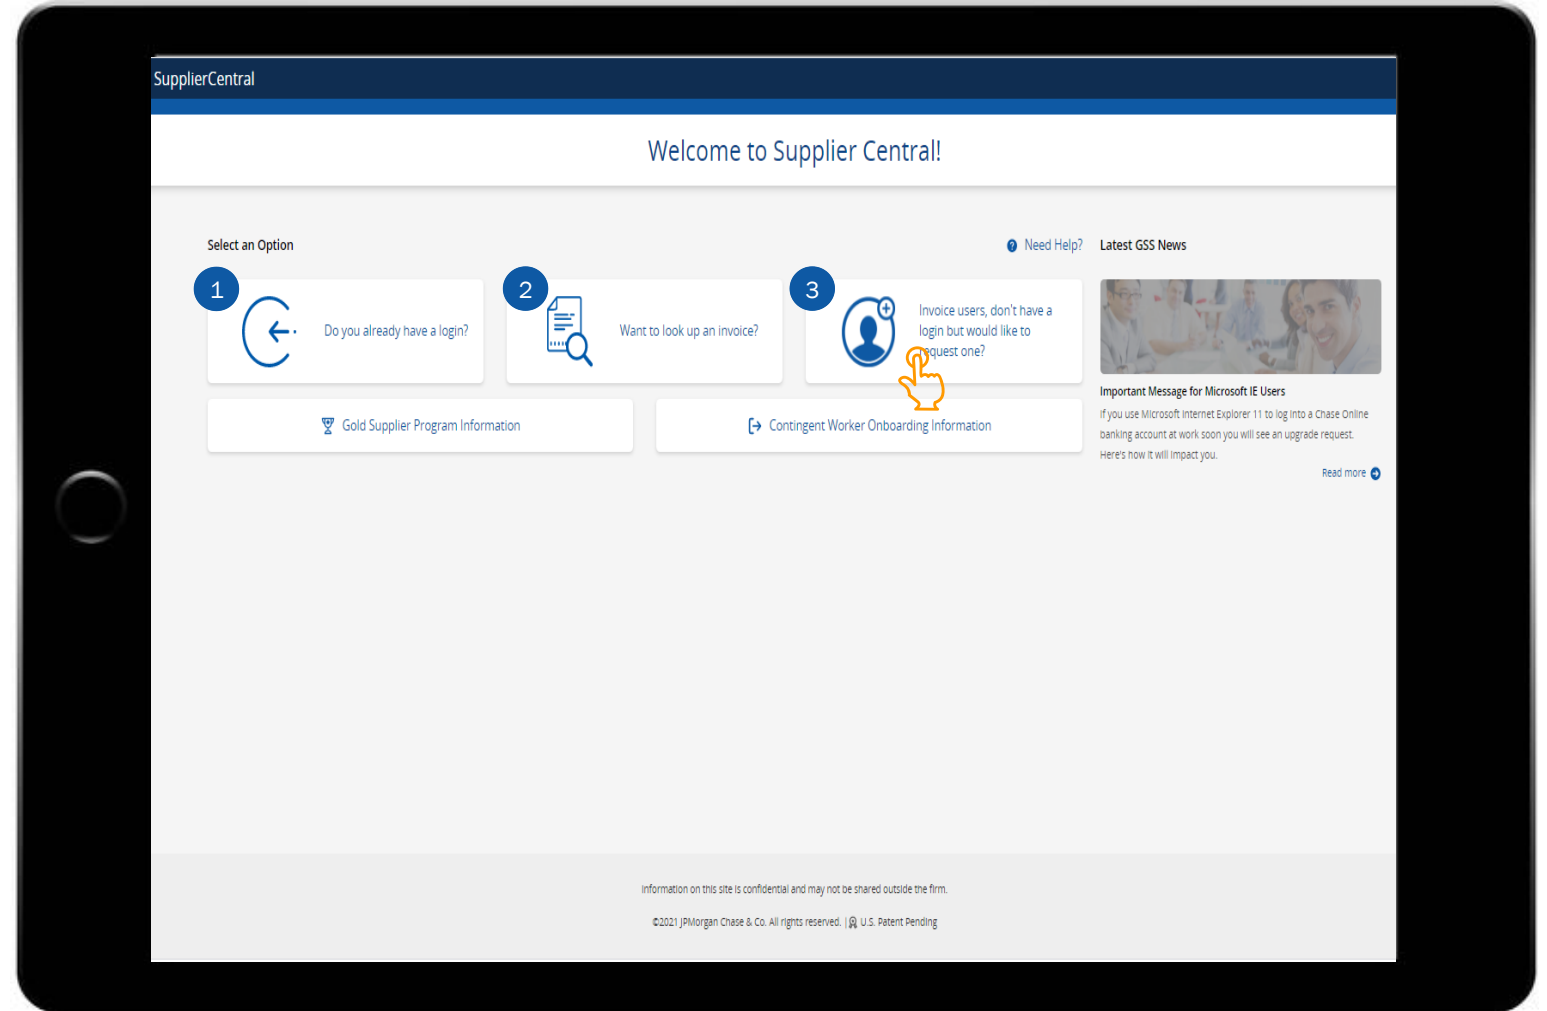 SupplierCentral
Welcome to Supplier Central!
Select an Option
Need Help?
Latest GSS News
1
Do you already have a login?
2
Want to look up an invoice?
3
Invoice users, don't have a
login but would like to
request one?
Gold Supplier Program Information
Contingent Worker Onboarding Information
Important Message for Microsoft IE Users
If you use Microsoft Internet Explorer 11 to log into a Chase Online
banking account at work soon you will see an upgrade request.
Here's how it will impact you.
Read more
Information on this site is confidential and may not be shared outside the firm.
©2021 JPMorgan Chase & Co. All rights reserved. | U.S. Patent Pending